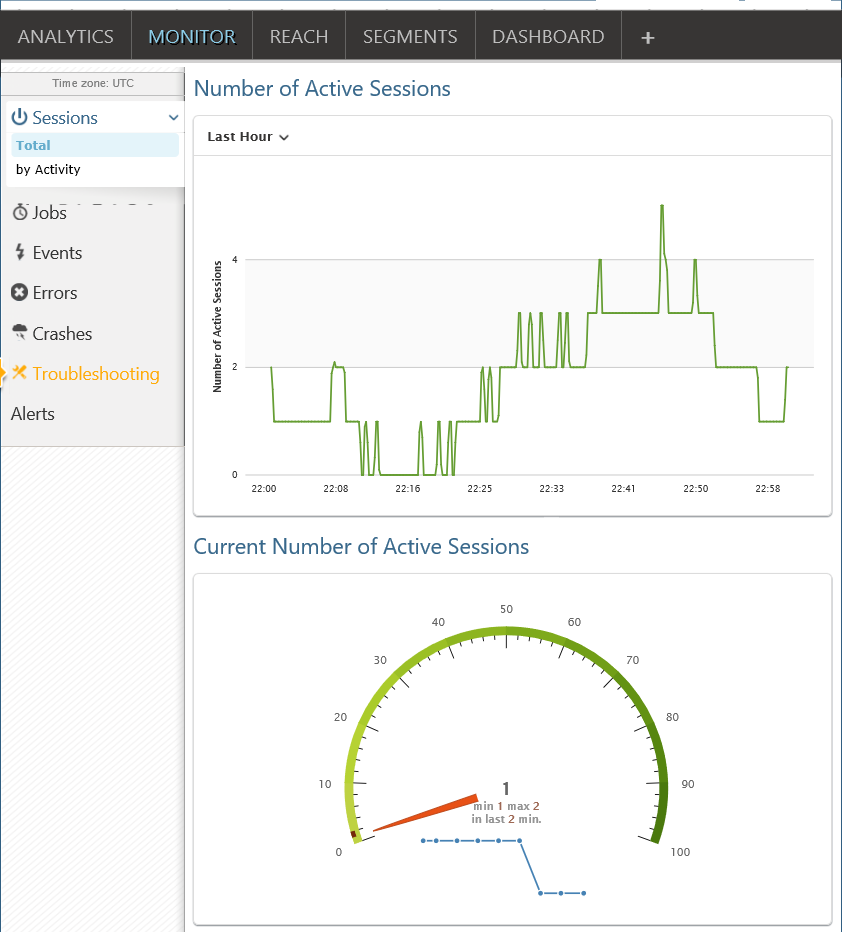 ANALYTICS MONITOR REACH SEGMENTS DASHBOARD +
Time zone: UTC
Sessions
Total
by Activity
Jobs
Events
Errors
Crashes
Troubleshooting
Alerts
Number of Active Sessions
Last Hour
Number of Active Sessions
4
2
0
22:00 22:08 22:16 22:25 22:33 22:41 22:50 22:58
Current Number of Active Sessions
0
10
20
30
40
50
60
70
80
90
100
1
min 1 max 2
in last 2 min.